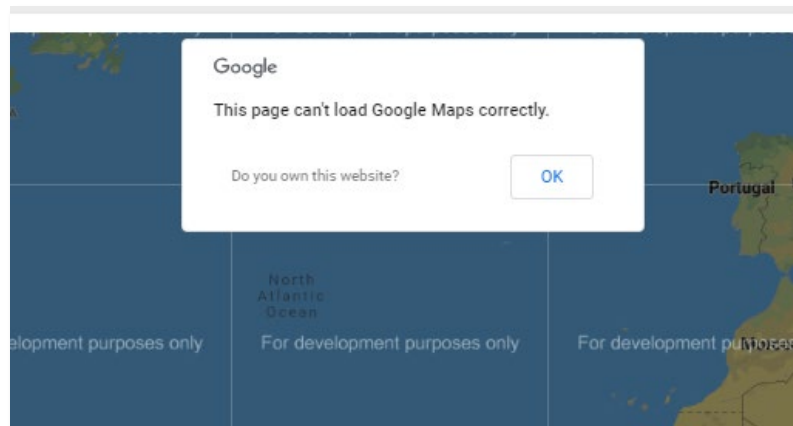 Google
This page can't load Google Maps correctly.
Do you own this website?
OK
Portugal
North
Atlantic
Ocean
elopment purposes only
For development purposes only
For development purposes